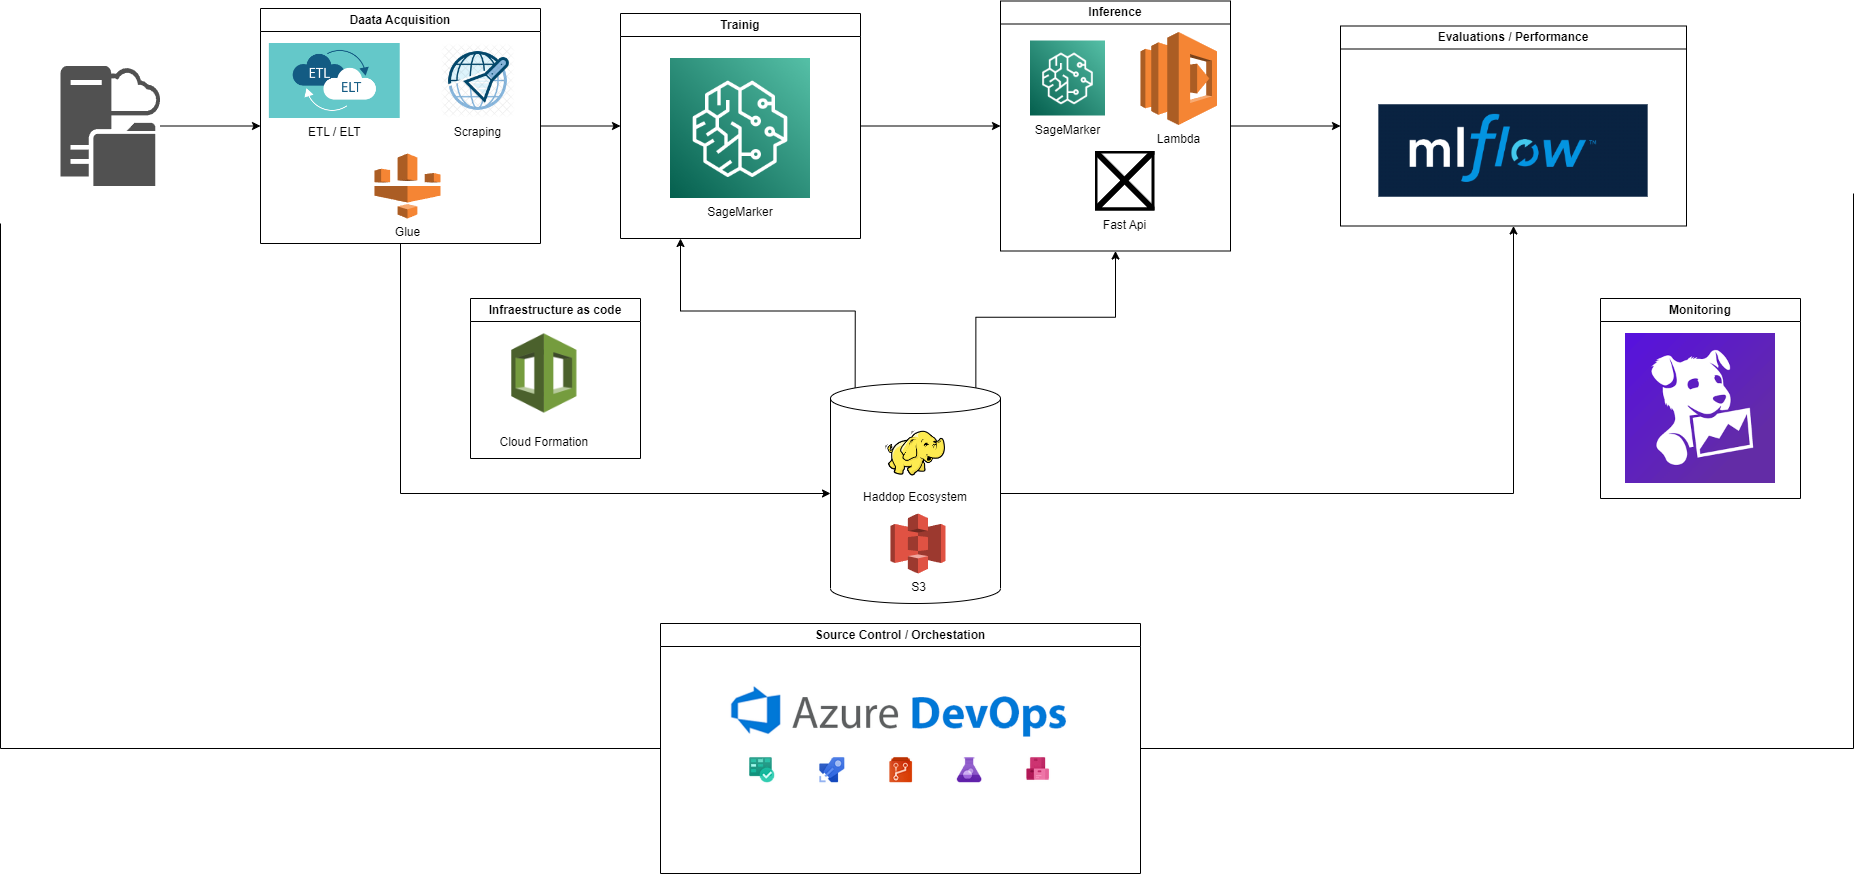 Daata Acquisition
ETL
ELT
ETL / ELT
Scraping
Glue
Trainig
SageMarker
Inference
SageMarker
Lambda
Fast Api
Evaluations / Performance
mlflow™
Infraestructure as code
Cloud Formation
Monitoring
Haddop Ecosystem
S3
Source Control / Orchestation
Azure DevOps